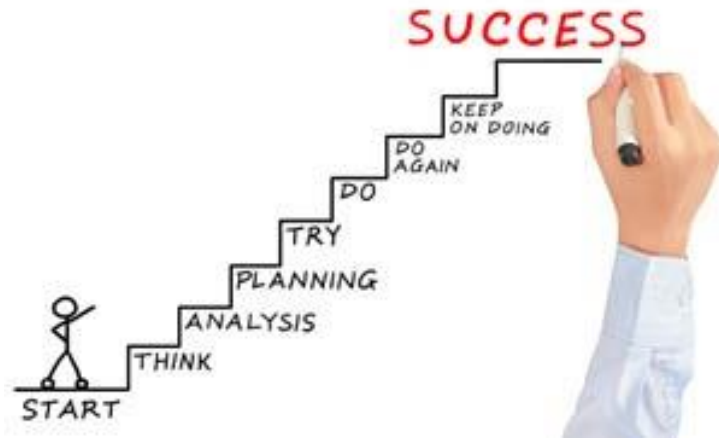 SUCCESS
KEEP
ON DOING
DO
AGAIN
DO
TRY
PLANNING
ANALYSIS
THINK
START